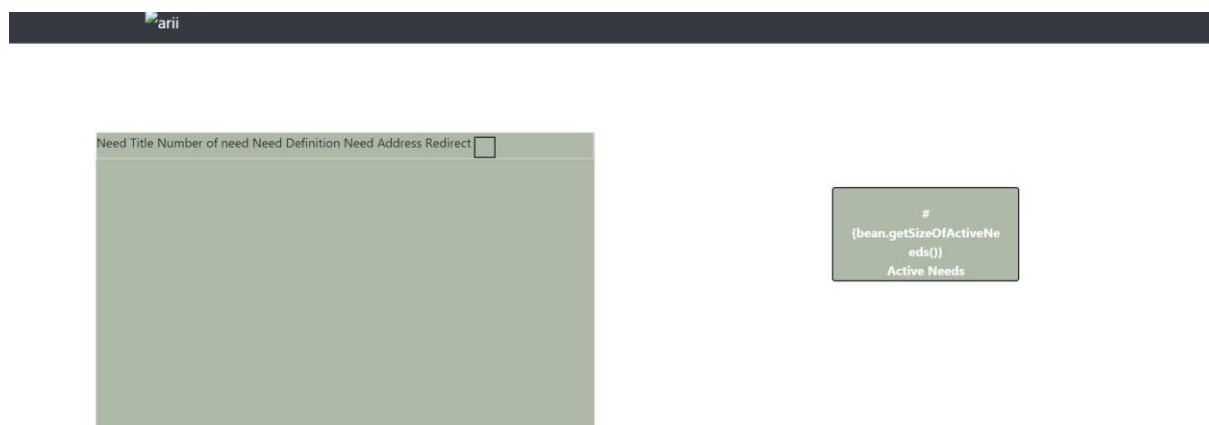 arii
Need Title Number of need Need Definition Need Address Redirect
#
{bean.getSizeOfActiveNe
eds()}
Active Needs